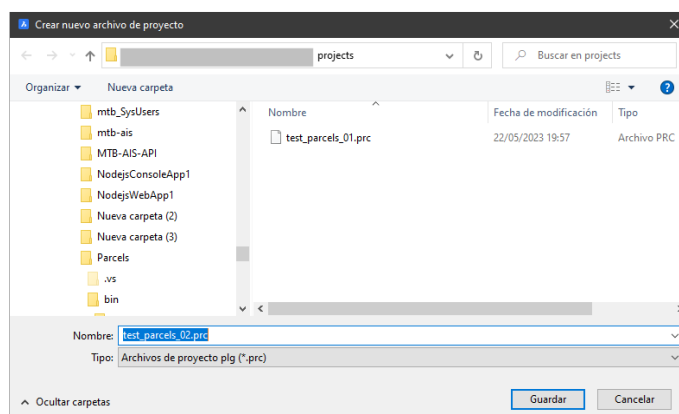 Crear nuevo archivo de proyecto
projects
Buscar en projects
Organizar
Nueva carpeta
mtb_SysUsers
mtb-ais
MTB-AIS-API
NodejsConsoleApp1
NodejsWebApp1
Nueva carpeta (2)
Nueva carpeta (3)
Parcels
.vs
bin
Nombre Fecha de modificación Tipo
test_parcels_01.prc 22/05/2023 19:57 Archivo PRC
Nombre: test_parcels_02.prc
Tipo: Archivos de proyecto plg (*.prc)
Ocultar carpetas
Guardar
Cancelar